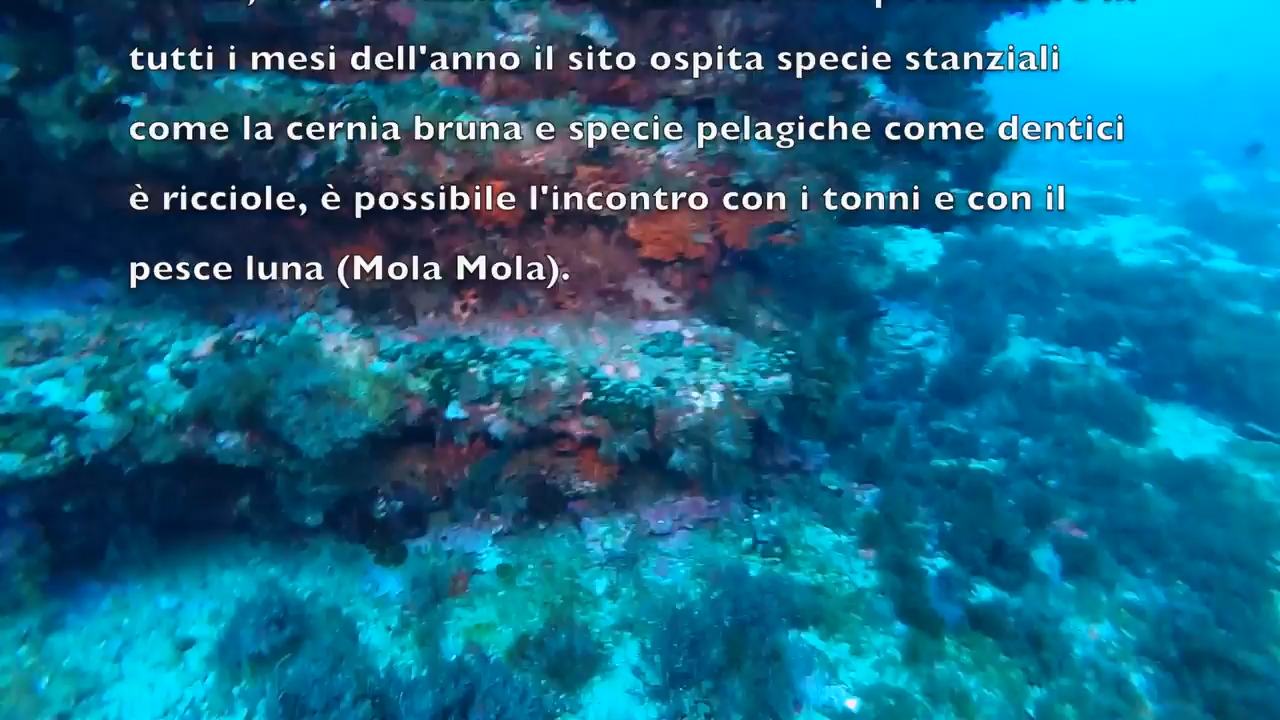 tutti i mesi dell'anno il sito ospita specie stanziali
come la cernia bruna e specie pelagiche come dentici
è ricciole, è possibile l'incontro con i tonni e con il
pesce luna (Mola Mola).